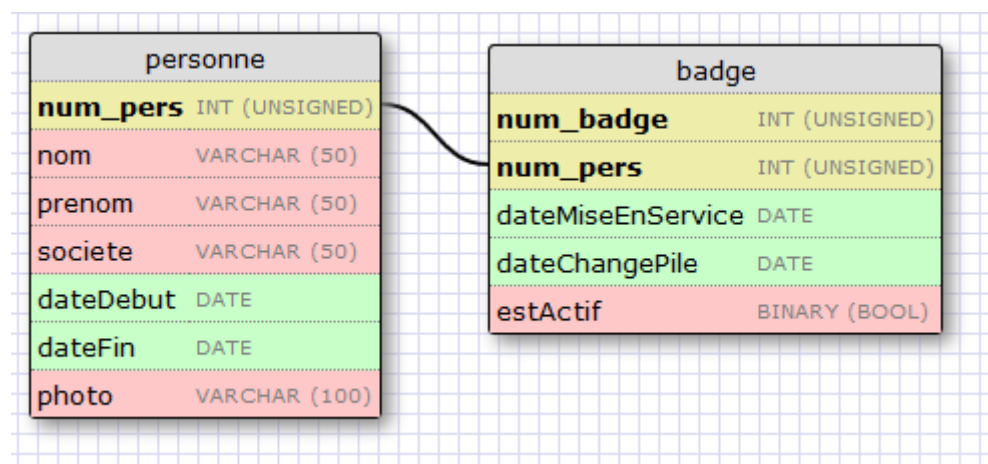 personne
num_pers INT (UNSIGNED)
nom VARCHAR (50)
prenom VARCHAR (50)
societe VARCHAR (50)
dateDebut DATE
dateFin DATE
photo VARCHAR (100)
badge
num_badge INT (UNSIGNED)
num_pers INT (UNSIGNED)
dateMiseEnService DATE
dateChangePile DATE
estActif BINARY (BOOL)